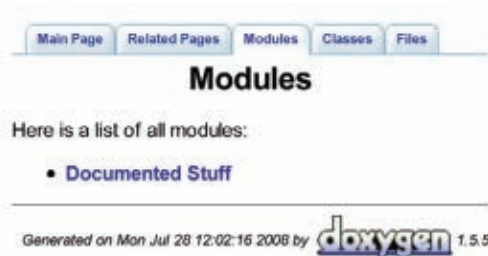 Main Page Related Pages Modules Classes Files
Modules
Here is a list of all modules:
• Documented Stuff
Generated on Mon Jul 28 12:02:16 2008 by doxygen 1.5.5